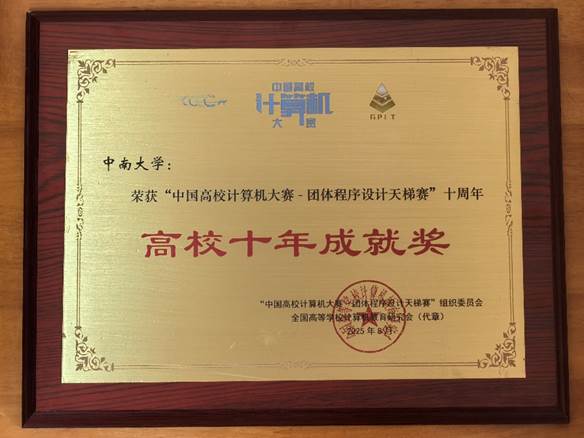 中国高校
计算机
大赛
GPLT
中南大学：
荣获“中国高校计算机大赛-团体程序设计天梯赛”十周年
高校十年成就奖
“中国高校计算机大赛-团体程序设计天梯赛”组织委员会
全国高等学校计算机教育研究会（代章）
2025年8月